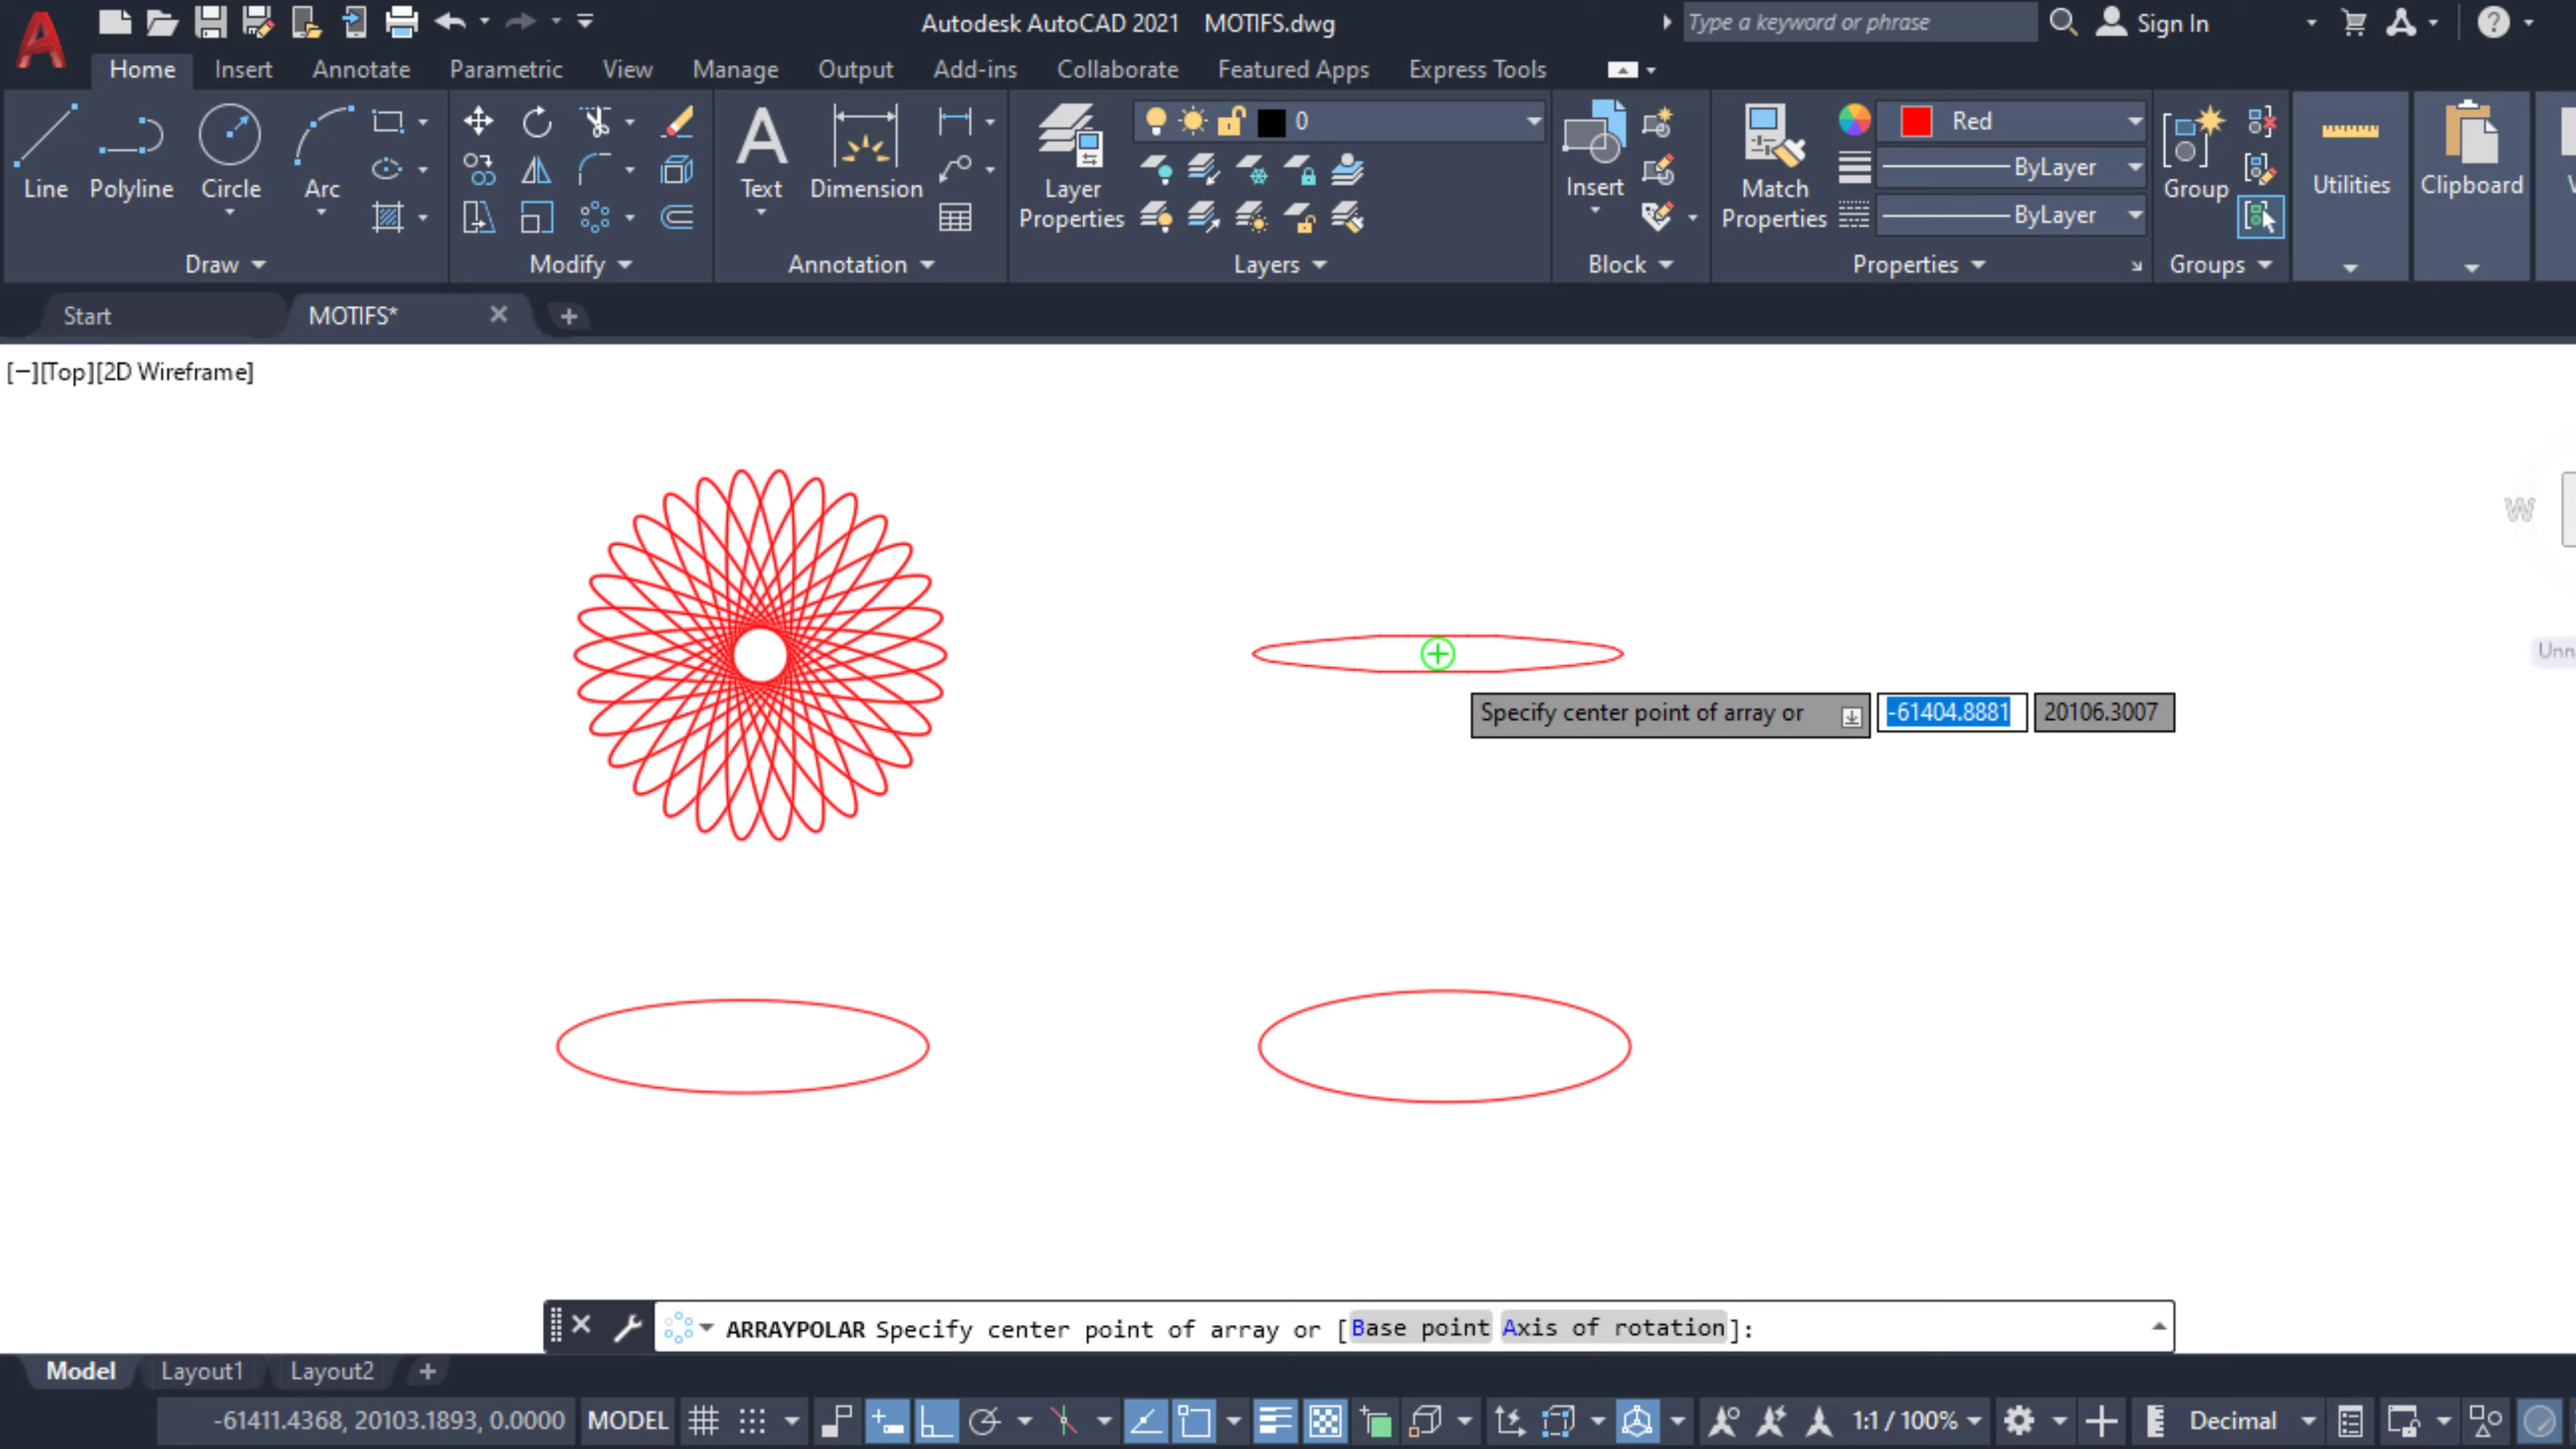 Autodesk AutoCAD 2021 MOTIFS.dwg
Type a keyword or phrase
Sign In
Home Insert Annotate Parametric View Manage Output Add-ins Collaborate Featured Apps Express Tools
0
Red
Line Polyline Circle Arc
Text Dimension
Layer
Properties
Insert
Match
Properties
ByLayer
ByLayer
Group
Utilities
Clipboard
Draw
Modify
Annotation
Layers
Block
Properties
Groups
Start
MOTIFS*
[−][Top][2D Wireframe]
W
Specify center point of array or -61404.8881 20106.3007
ARRAYPOLAR Specify center point of array or [Base point Axis of rotation]:
Model Layout1 Layout2
-61411.4368, 20103.1893, 0.0000 MODEL 1:1 / 100% Decimal